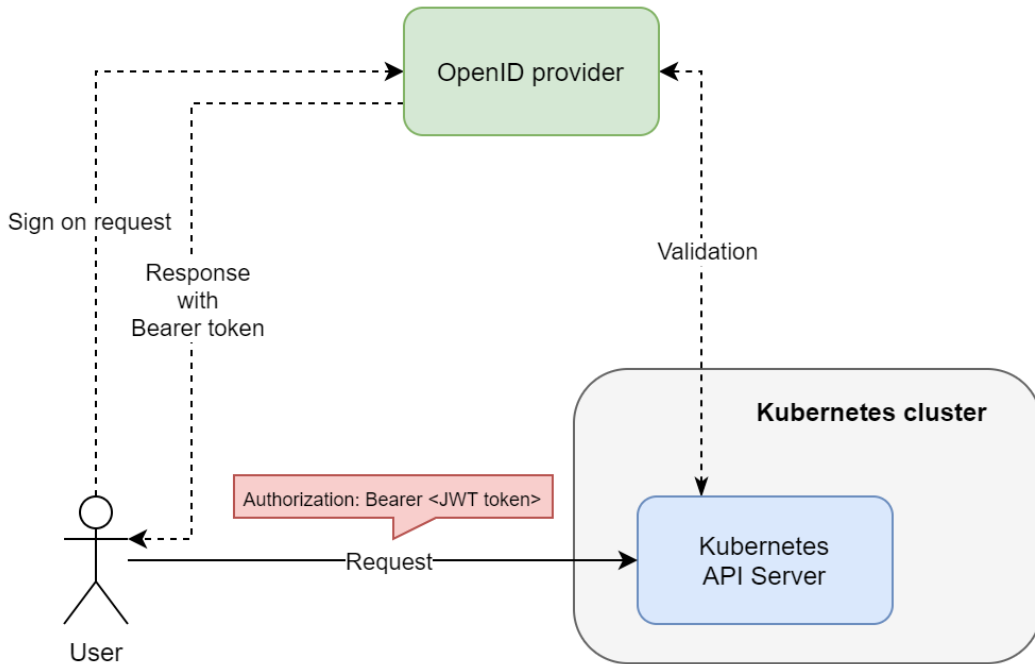 OpenID provider
Sign on request
Response
with
Bearer token
Validation
Kubernetes cluster
Authorization: Bearer <JWT token>
Request
Kubernetes
API Server
User